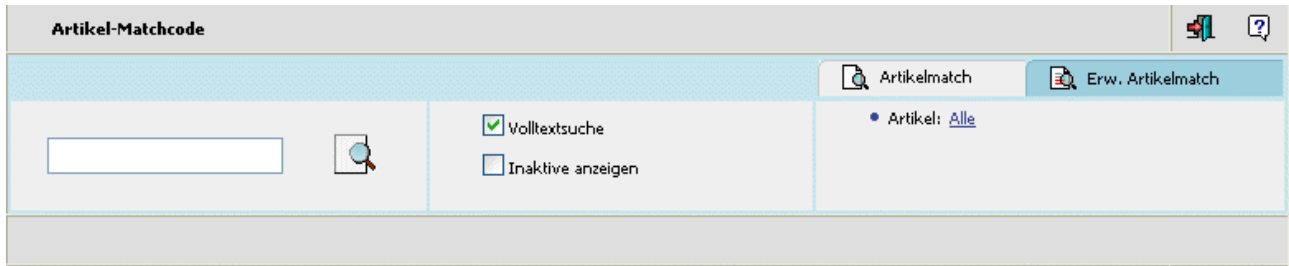 Artikel-Matchcode
Artikelmatch
Erw. Artikelmatch
Volltextsuche
Inaktive anzeigen
Artikel: Alle